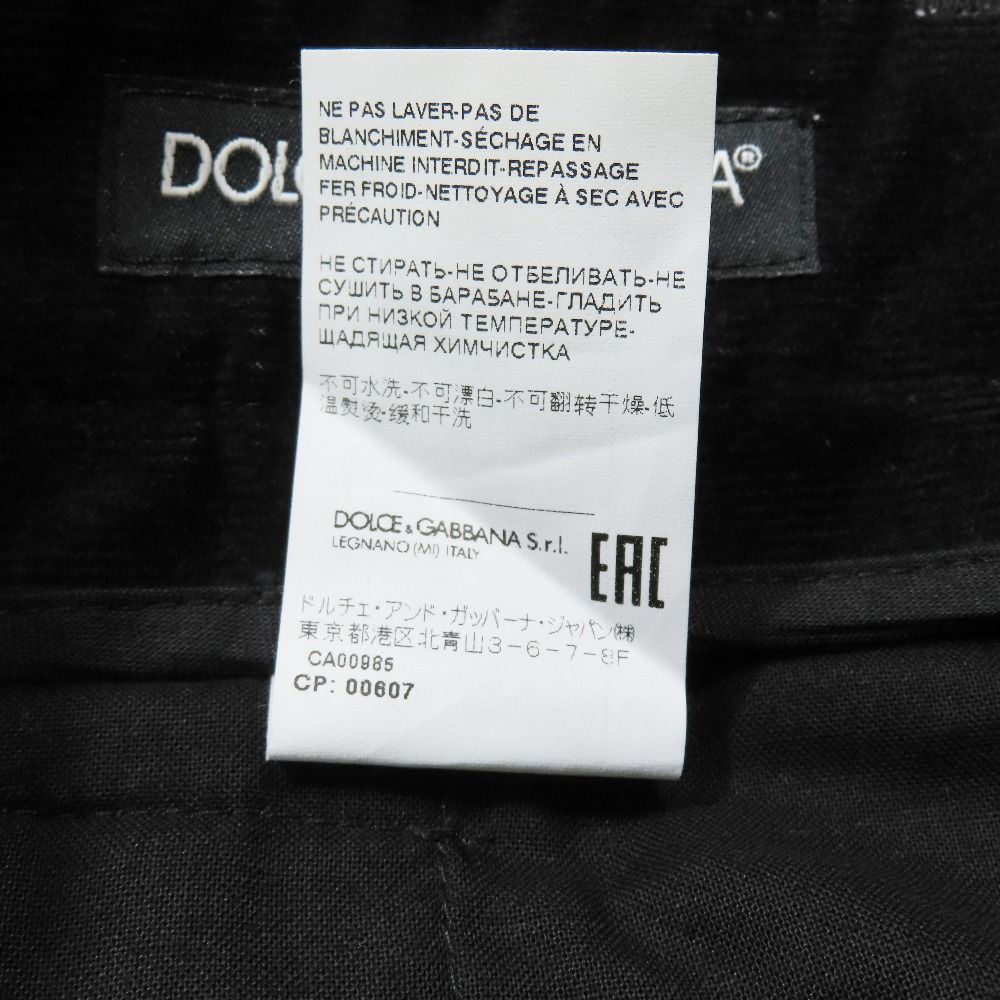 DOL A®
NE PAS LAVER-PAS DE
BLANCHIMENT-SÉCHAGE EN
MACHINE INTERDIT-REPASSAGE
FER FROID-NETTOYAGE À SEC AVEC
PRÉCAUTION
НЕ СТИРАТЬ-НЕ ОТБЕЛИВАТЬ-НЕ
СУШИТЬ В БАРАБАНЕ-ГЛАДИТЬ
ПРИ НИЗКОЙ ТЕМПЕРАТУРЕ-
ЩАДЯЩАЯ ХИМЧИСТКА
不可水洗-不可漂白-不可翻转干燥-低
温熨烫-缓和干洗
DOLCE & GABBANA S.r.l.
LEGNANO (MI) ITALY
EAC
ドルチェ・アンド・ガッバーナ・ジャパン㈱
東京都港区北青山3-6-7-8F
CA00985
CP: 00607